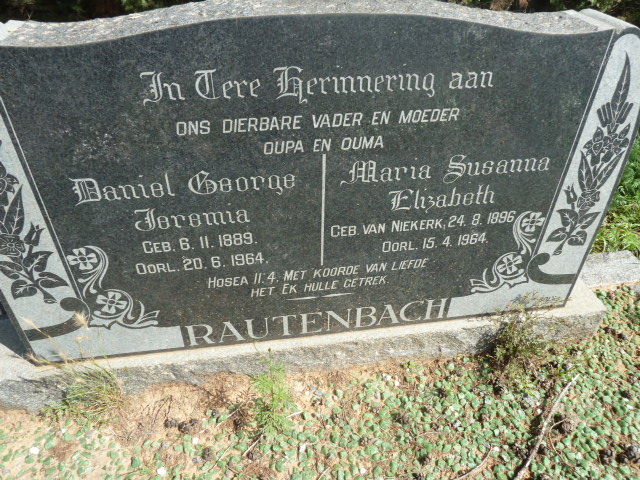 In Tere Herinnering aan
ONS DIERBARE VADER EN MOEDER
OUPA EN OUMA
Daniel George
Jeremia
GEB. 6. 11. 1889.
OORL. 20. 6. 1964.
Maria Susanna
Elizabeth
GEB. VAN NIEKERK, 24. 8. 1896
OORL. 15. 4. 1964.
HOSEA 11. 4. MET KOORDE VAN LIEFDE
HET EK HULLE GETREK.
RAUTENBACH